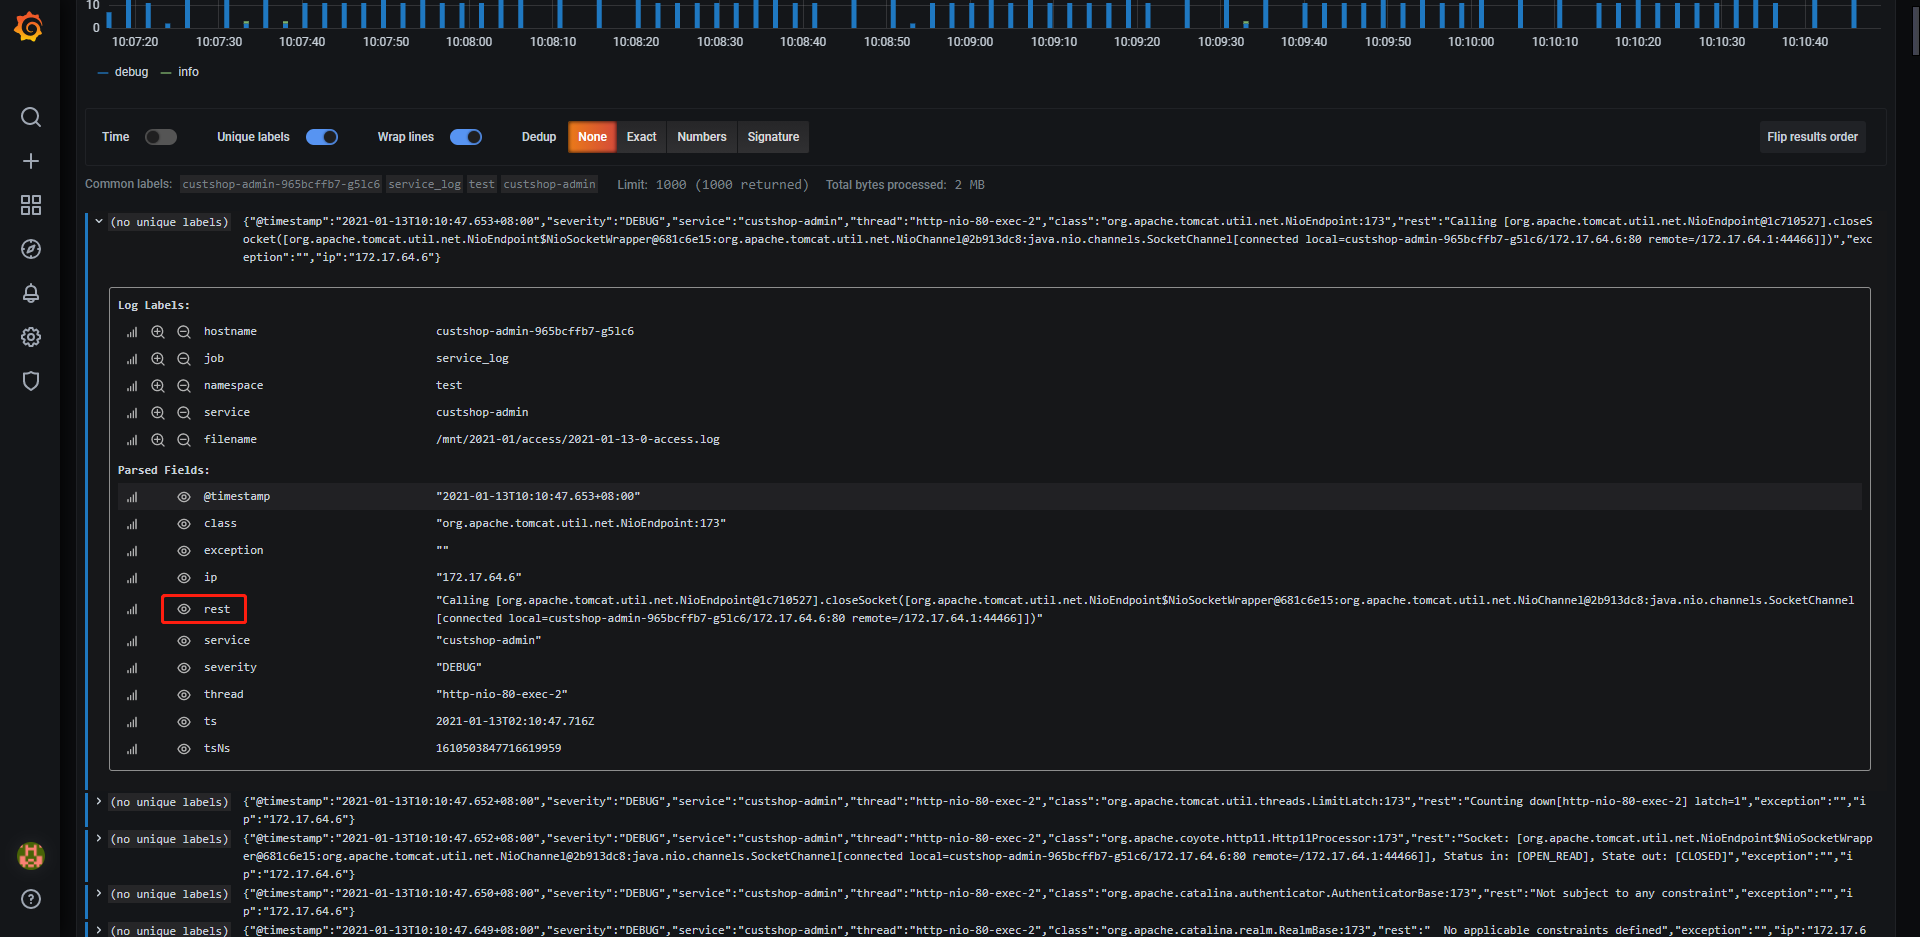 10
0
10:07:20 10:07:30 10:07:40 10:07:50 10:08:00 10:08:10 10:08:20 10:08:30 10:08:40 10:08:50 10:09:00 10:09:10 10:09:20 10:09:30 10:09:40 10:09:50 10:10:00 10:10:10 10:10:20 10:10:30 10:10:40
debug info
Time Unique labels Wrap lines Dedup None Exact Numbers Signature Flip results order
Common labels: custshop-admin-965bcffb7-g5lc6 service_log test custshop-admin Limit: 1000 (1000 returned) Total bytes processed: 2 MB
(no unique labels) {"@timestamp":"2021-01-13T10:10:47.653+08:00","severity":"DEBUG","service":"custshop-admin","thread":"http-nio-80-exec-2","class":"org.apache.tomcat.util.net.NioEndpoint:173","rest":"Calling [org.apache.tomcat.util.net.NioEndpoint@1c710527].closeS
ocket([org.apache.tomcat.util.net.NioEndpoint$NioSocketWrapper@681c6e15:org.apache.tomcat.util.net.NioChannel@2b913dc8:java.nio.channels.SocketChannel[connected local=custshop-admin-965bcffb7-g5lc6/172.17.64.6:80 remote=/172.17.64.1:44466]])","exc
eption":"","ip":"172.17.64.6"}
Log Labels:
hostname custshop-admin-965bcffb7-g5lc6
job service_log
namespace test
service custshop-admin
filename /mnt/2021-01/access/2021-01-13-0-access.log
Parsed Fields:
@timestamp "2021-01-13T10:10:47.653+08:00"
class "org.apache.tomcat.util.net.NioEndpoint:173"
exception ""
ip "172.17.64.6"
rest "Calling [org.apache.tomcat.util.net.NioEndpoint@1c710527].closeSocket([org.apache.tomcat.util.net.NioEndpoint$NioSocketWrapper@681c6e15:org.apache.tomcat.util.net.NioChannel@2b913dc8:java.nio.channels.SocketChannel
[connected local=custshop-admin-965bcffb7-g5lc6/172.17.64.6:80 remote=/172.17.64.1:44466]])"
service "custshop-admin"
severity "DEBUG"
thread "http-nio-80-exec-2"
ts 2021-01-13T02:10:47.716Z
tsNs 1610503847716619959
(no unique labels) {"@timestamp":"2021-01-13T10:10:47.652+08:00","severity":"DEBUG","service":"custshop-admin","thread":"http-nio-80-exec-2","class":"org.apache.tomcat.util.threads.LimitLatch:173","rest":"Counting down[http-nio-80-exec-2] latch=1","exception":"","i
p":"172.17.64.6"}
(no unique labels) {"@timestamp":"2021-01-13T10:10:47.652+08:00","severity":"DEBUG","service":"custshop-admin","thread":"http-nio-80-exec-2","class":"org.apache.coyote.http11.Http11Processor:173","rest":"Socket: [org.apache.tomcat.util.net.NioEndpoint$NioSocketWrapp
er@681c6e15:org.apache.tomcat.util.net.NioChannel@2b913dc8:java.nio.channels.SocketChannel[connected local=custshop-admin-965bcffb7-g5lc6/172.17.64.6:80 remote=/172.17.64.1:44466]], Status in: [OPEN_READ], State out: [CLOSED]","exception":"","i
p":"172.17.64.6"}
(no unique labels) {"@timestamp":"2021-01-13T10:10:47.650+08:00","severity":"DEBUG","service":"custshop-admin","thread":"http-nio-80-exec-2","class":"org.apache.catalina.authenticator.AuthenticatorBase:173","rest":"Not subject to any constraint","exception":"","i
p":"172.17.64.6"}
(no unique labels) {"@timestamp":"2021-01-13T10:10:47.649+08:00","severity":"DEBUG","service":"custshop-admin","thread":"http-nio-80-exec-2","class":"org.apache.catalina.realm.RealmBase:173","rest":"  No applicable constraints defined","exception":"","ip":"172.17.6